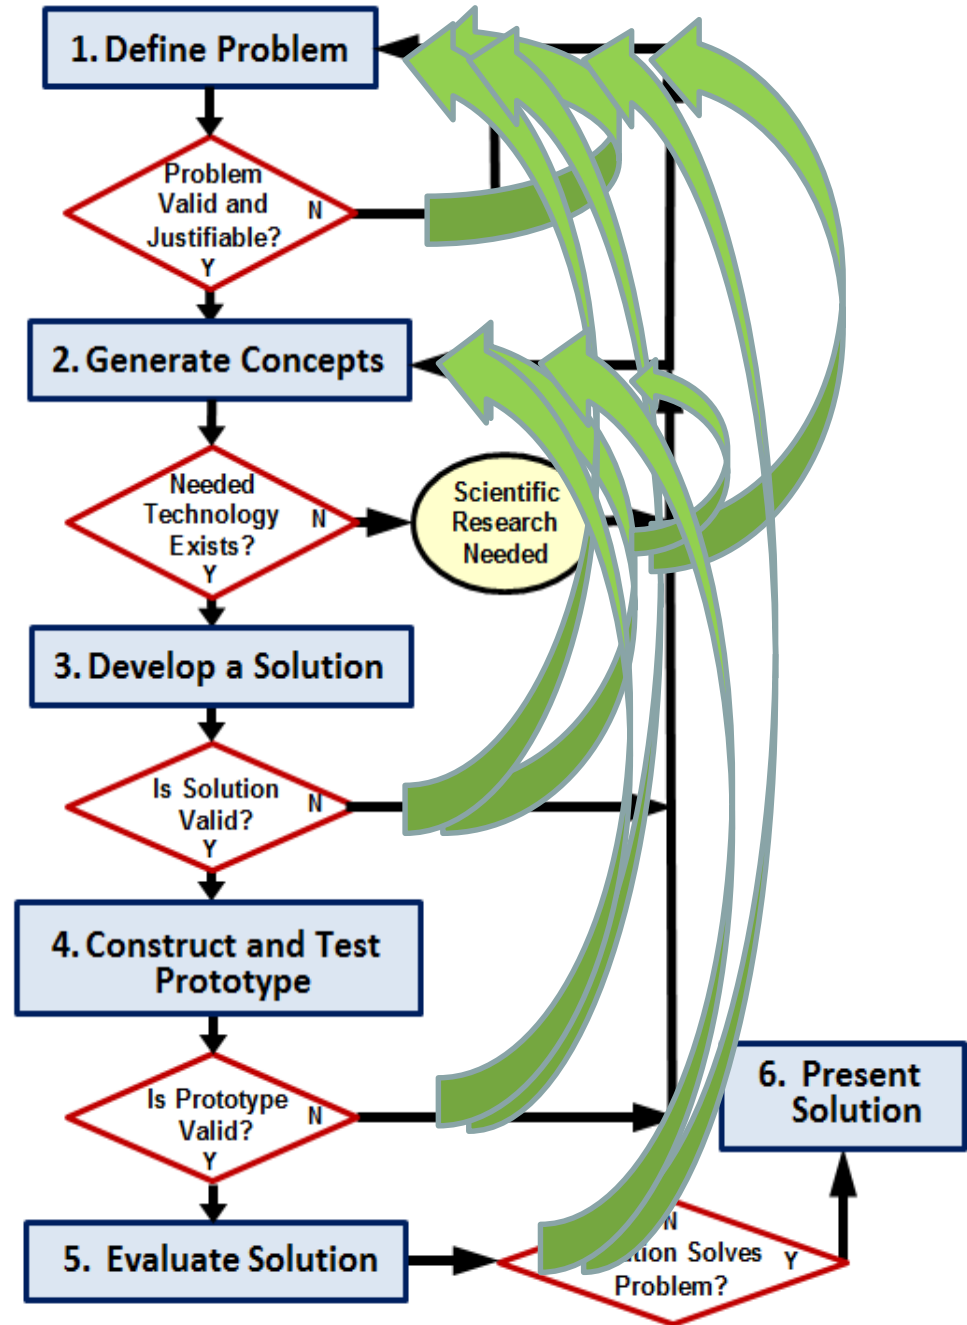 1. Define Problem
Problem
Valid and
Justifiable?
N
Y
2. Generate Concepts
Needed
Technology
Exists?
N
Y
Scientific
Research
Needed
3. Develop a Solution
Is Solution
Valid?
N
Y
4. Construct and Test
Prototype
Is Prototype
Valid?
N
Y
5. Evaluate Solution
N
Solves
Problem?
Y
6. Present
Solution